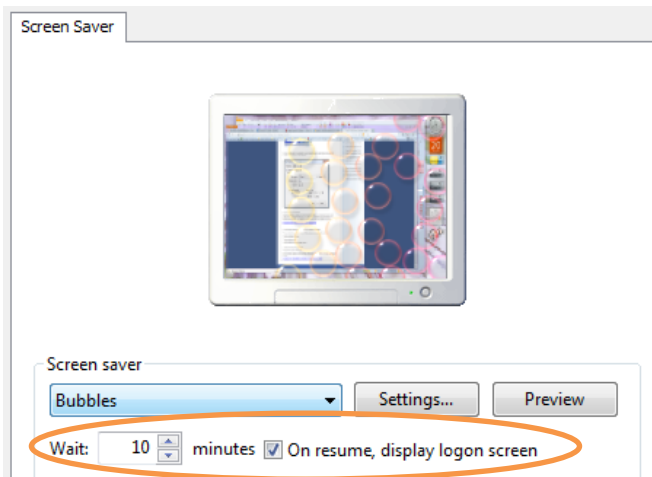 Screen Saver
Screen saver
Bubbles Settings... Preview
Wait: 10 minutes On resume, display logon screen